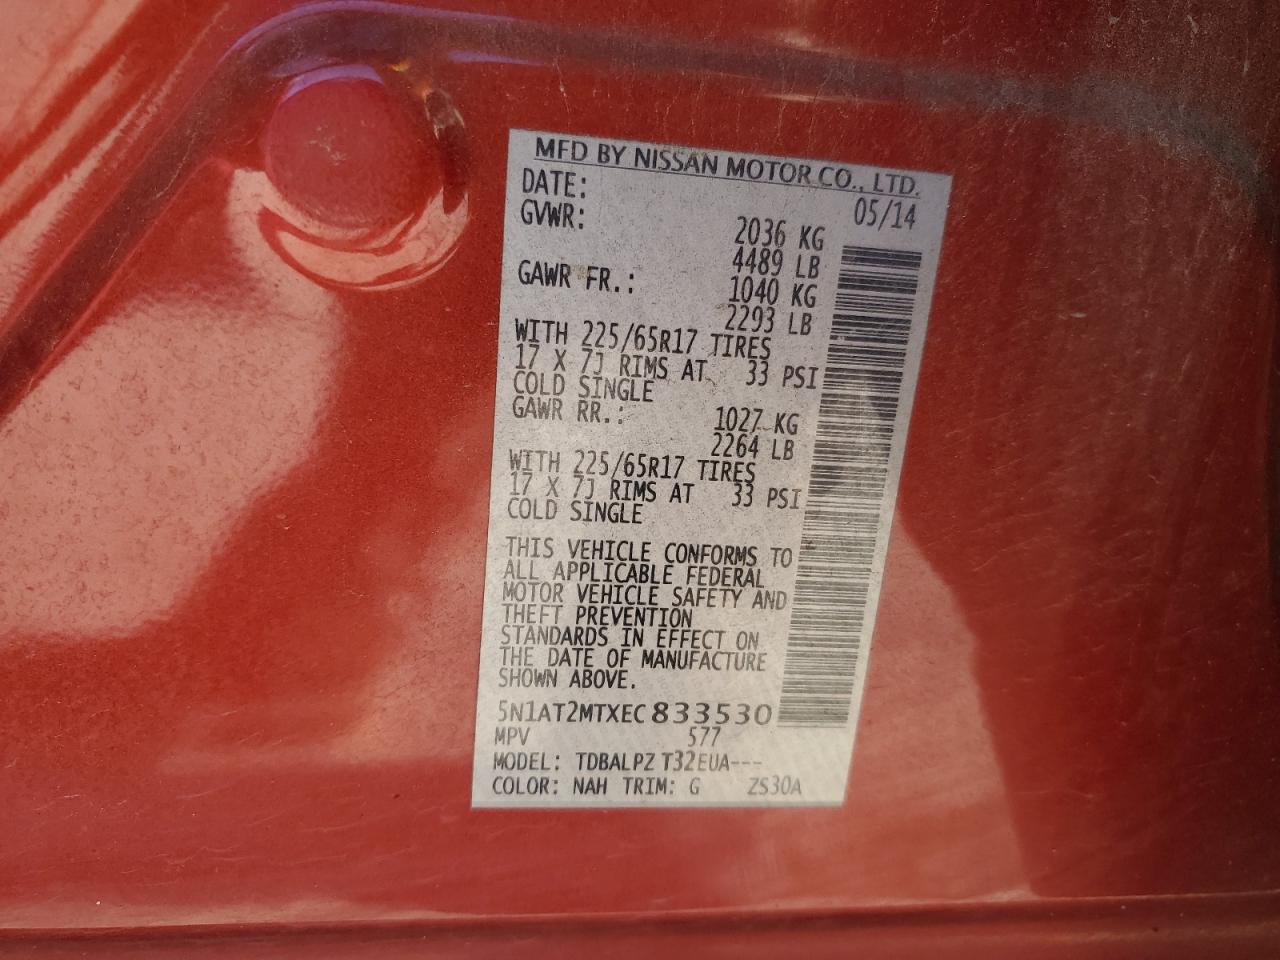 MFD BY NISSAN MOTOR CO., LTD.
DATE: 05/14
GVWR: 2036 KG
4489 LB
GAWR FR.: 1040 KG
2293 LB
WITH 225/65R17 TIRES
17 X 7J RIMS AT 33 PSI
COLD SINGLE
GAWR RR.: 1027 KG
2264 LB
WITH 225/65R17 TIRES
17 X 7J RIMS AT 33 PSI
COLD SINGLE
THIS VEHICLE CONFORMS TO
ALL APPLICABLE FEDERAL
MOTOR VEHICLE SAFETY AND
THEFT PREVENTION
STANDARDS IN EFFECT ON
THE DATE OF MANUFACTURE
SHOWN ABOVE.
5N1AT2MTXEC833530
MPV 577
MODEL: TDBALPZ T32EUA---
COLOR: NAH TRIM: G ZS30A